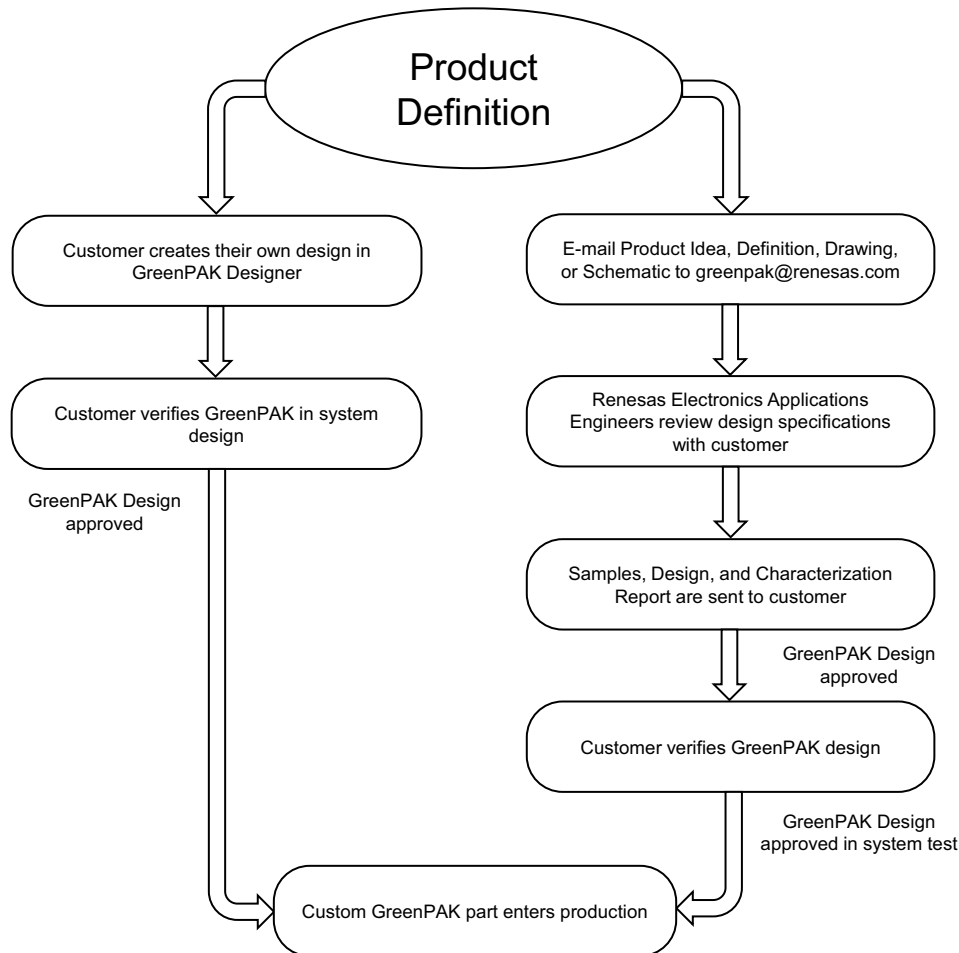 Product
Definition
Customer creates their own design in
GreenPAK Designer
Customer verifies GreenPAK in system
design
GreenPAK Design
approved
E-mail Product Idea, Definition, Drawing,
or Schematic to greenpak@renesas.com
Renesas Electronics Applications
Engineers review design specifications
with customer
Samples, Design, and Characterization
Report are sent to customer
GreenPAK Design
approved
Customer verifies GreenPAK design
GreenPAK Design
approved in system test
Custom GreenPAK part enters production